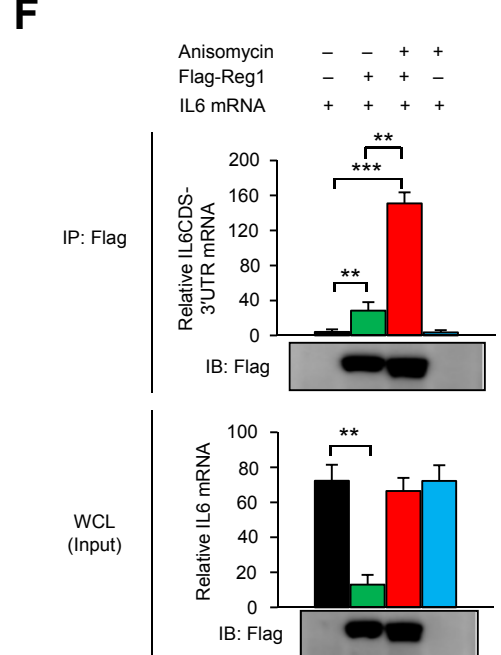 F
Anisomycin – – + +
Flag-Reg1 – + + –
IL6 mRNA + + + +
IP: Flag
Relative IL6CDS-
3′UTR mRNA
200
160
120
80
40
0
**
***
**
IB: Flag
WCL
(Input)
Relative IL6 mRNA
100
80
60
40
20
0
**
IB: Flag